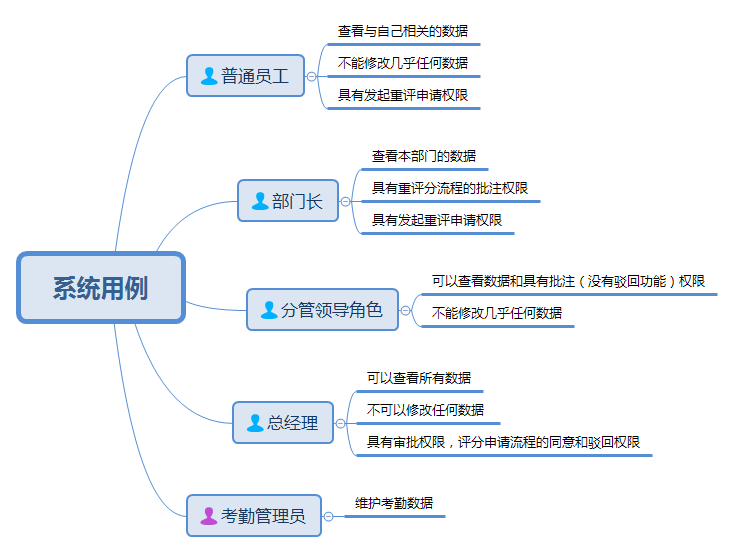 系统用例
普通员工
查看与自己相关的数据
不能修改几乎任何数据
具有发起重评申请权限
部门长
查看本部门的数据
具有重评分流程的批注权限
具有发起重评申请权限
分管领导角色
可以查看数据和具有批注（没有驳回功能）权限
不能修改几乎任何数据
总经理
可以查看所有数据
不可以修改任何数据
具有审批权限，评分申请流程的同意和驳回权限
考勤管理员
维护考勤数据